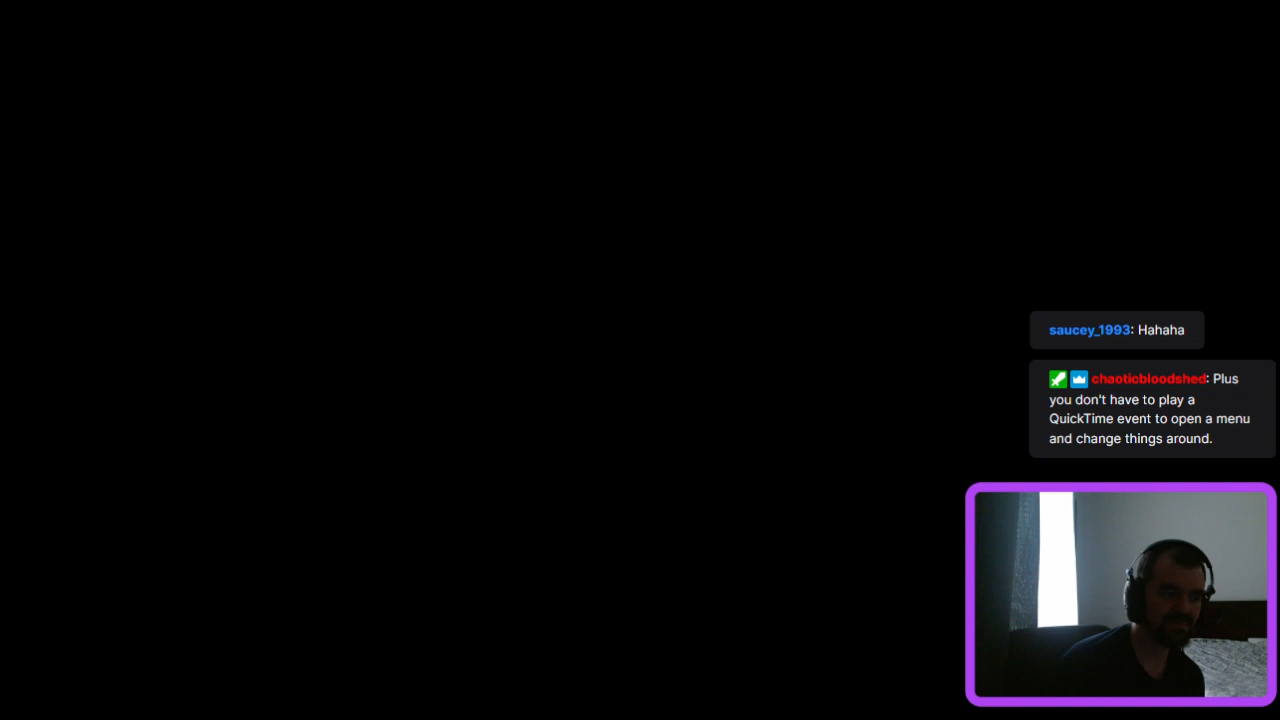 saucey_1993: Hahaha
chaoticbloodshed: Plus
you don't have to play a
QuickTime event to open a menu
and change things around.